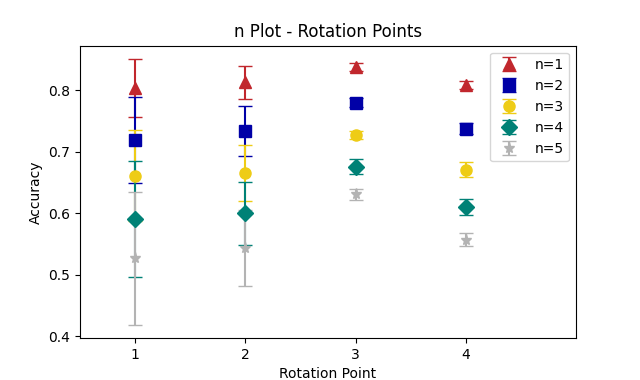 n Plot - Rotation Points
Accuracy
0.8
0.7
0.6
0.5
0.4
n=1
n=2
n=3
n=4
n=5
1 2 3 4
Rotation Point